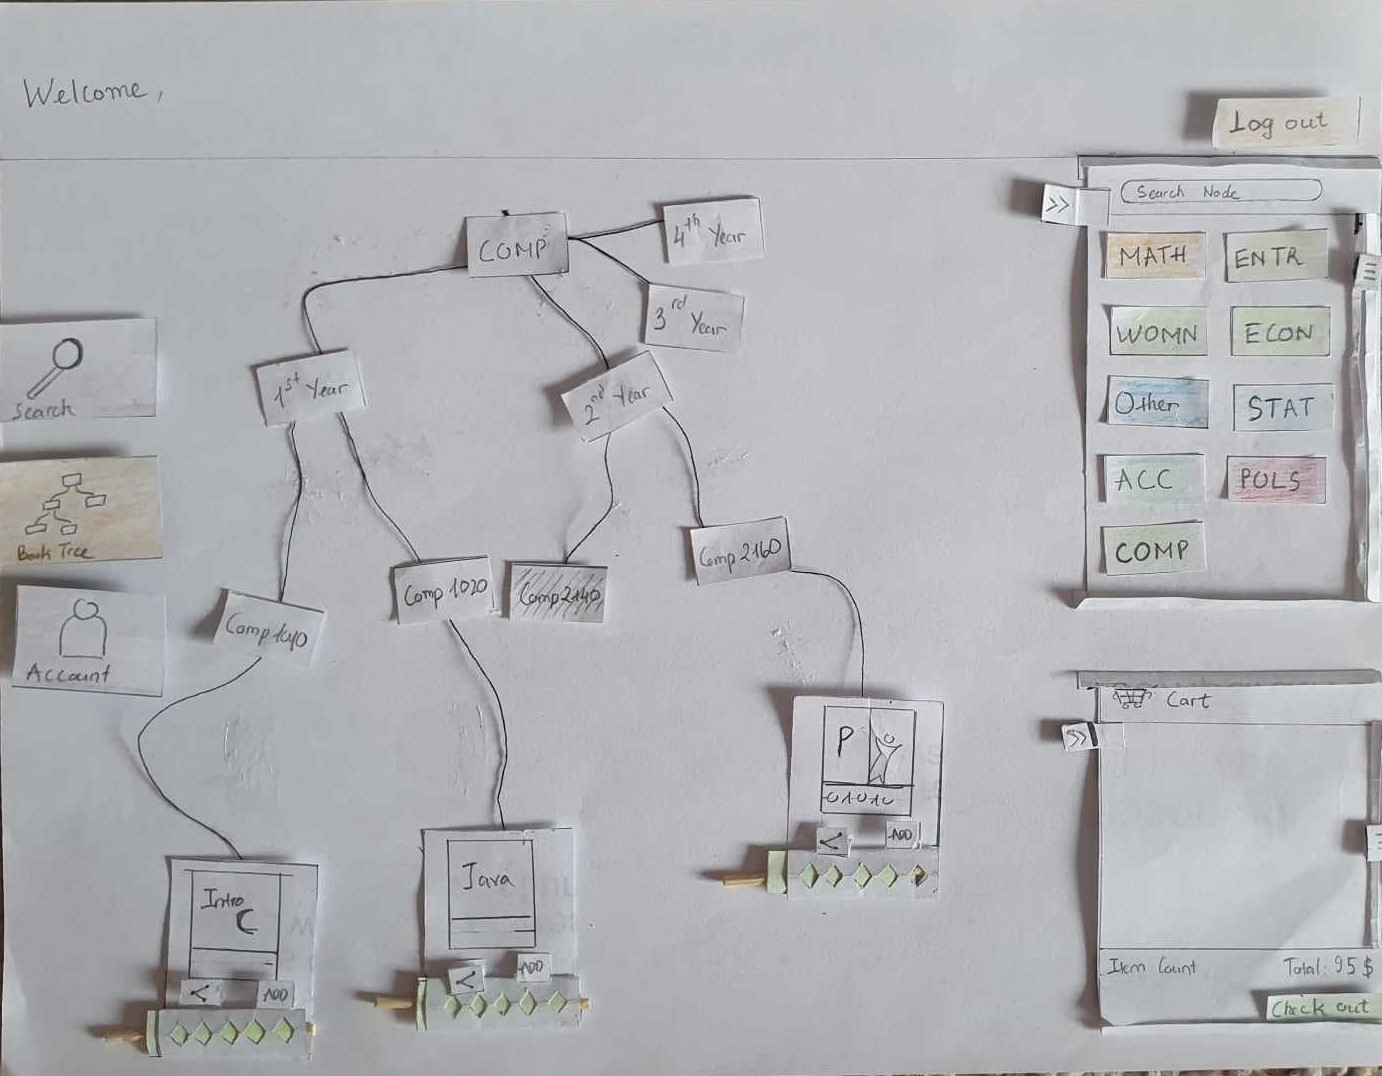 Welcome,
Log out
>>
Search Node
MATH
ENTR
WOMN
ECON
Other
STAT
ACC
POLS
COMP
COMP
4th Year
3rd Year
1st Year
2nd Year
Search
Book Tree
Account
Comp 1010
Comp 1020
Comp 2140
Comp 2160
Intro
C
ADD
Java
ADD
P
01010
ADD
>>
Cart
Item Count
Total: 95 $
Check out